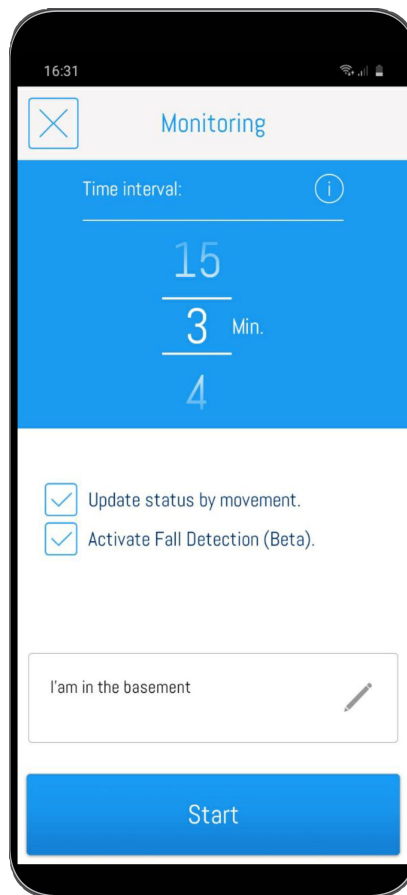 16:31
Monitoring
Time interval:
i
15
3 Min.
4
Update status by movement.
Activate Fall Detection (Beta).
I'am in the basement
Start